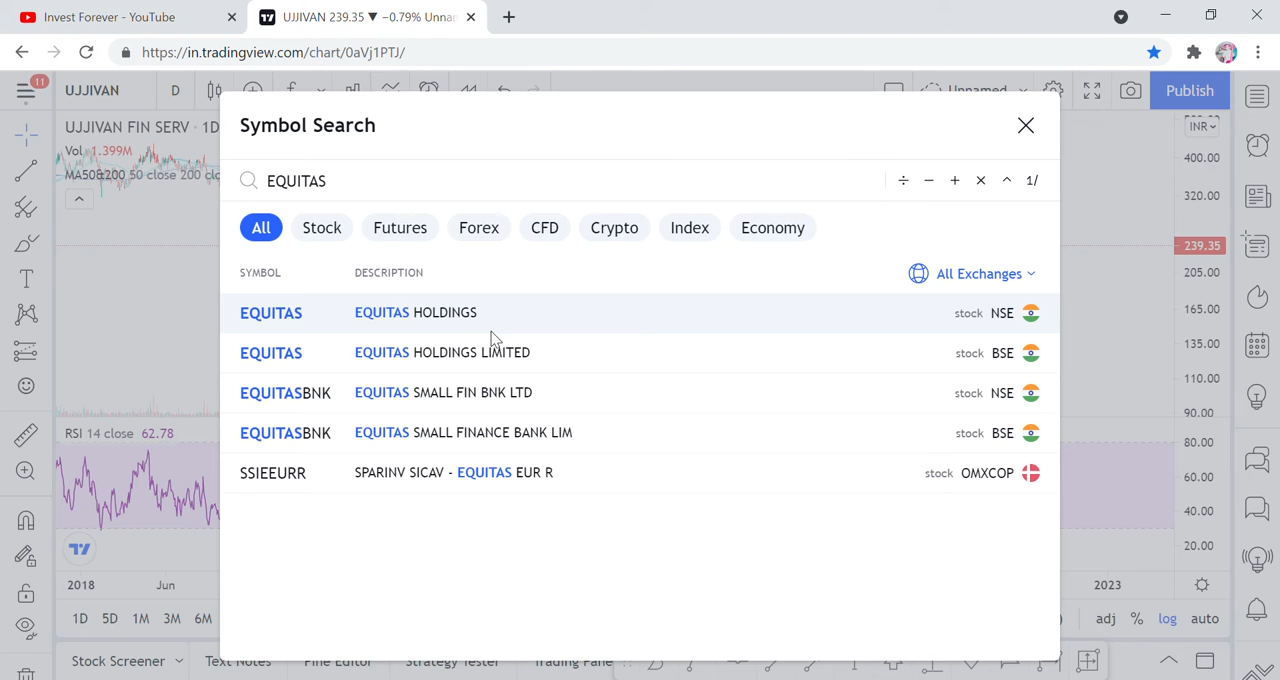 Invest Forever - YouTube
UJJIVAN 239.35 ▼ −0.79% Unnan
https://in.tradingview.com/chart/0aVj1PTJ/
11
UJJIVAN
D
Unnamed
Publish
UJJIVAN FIN SERV · 1D
Vol 1.399M
MA50&200 50 close 200 clo
Symbol Search
EQUITAS
÷ − + × ^ 1/
All Stock Futures Forex CFD Crypto Index Economy
SYMBOL DESCRIPTION All Exchanges
EQUITAS EQUITAS HOLDINGS stock NSE
EQUITAS EQUITAS HOLDINGS LIMITED stock BSE
EQUITASBNK EQUITAS SMALL FIN BNK LTD stock NSE
EQUITASBNK EQUITAS SMALL FINANCE BANK LIM stock BSE
SSIEEURR SPARINV SICAV - EQUITAS EUR R stock OMXCOP
INR
400.00
320.00
239.35
205.00
165.00
135.00
110.00
90.00
RSI 14 close 62.78
80.00
60.00
40.00
20.00
2018 Jun 2023
1D 5D 1M 3M 6M
adj % log auto
Stock Screener Text Notes Pine Editor Strategy Tester Trading Pane